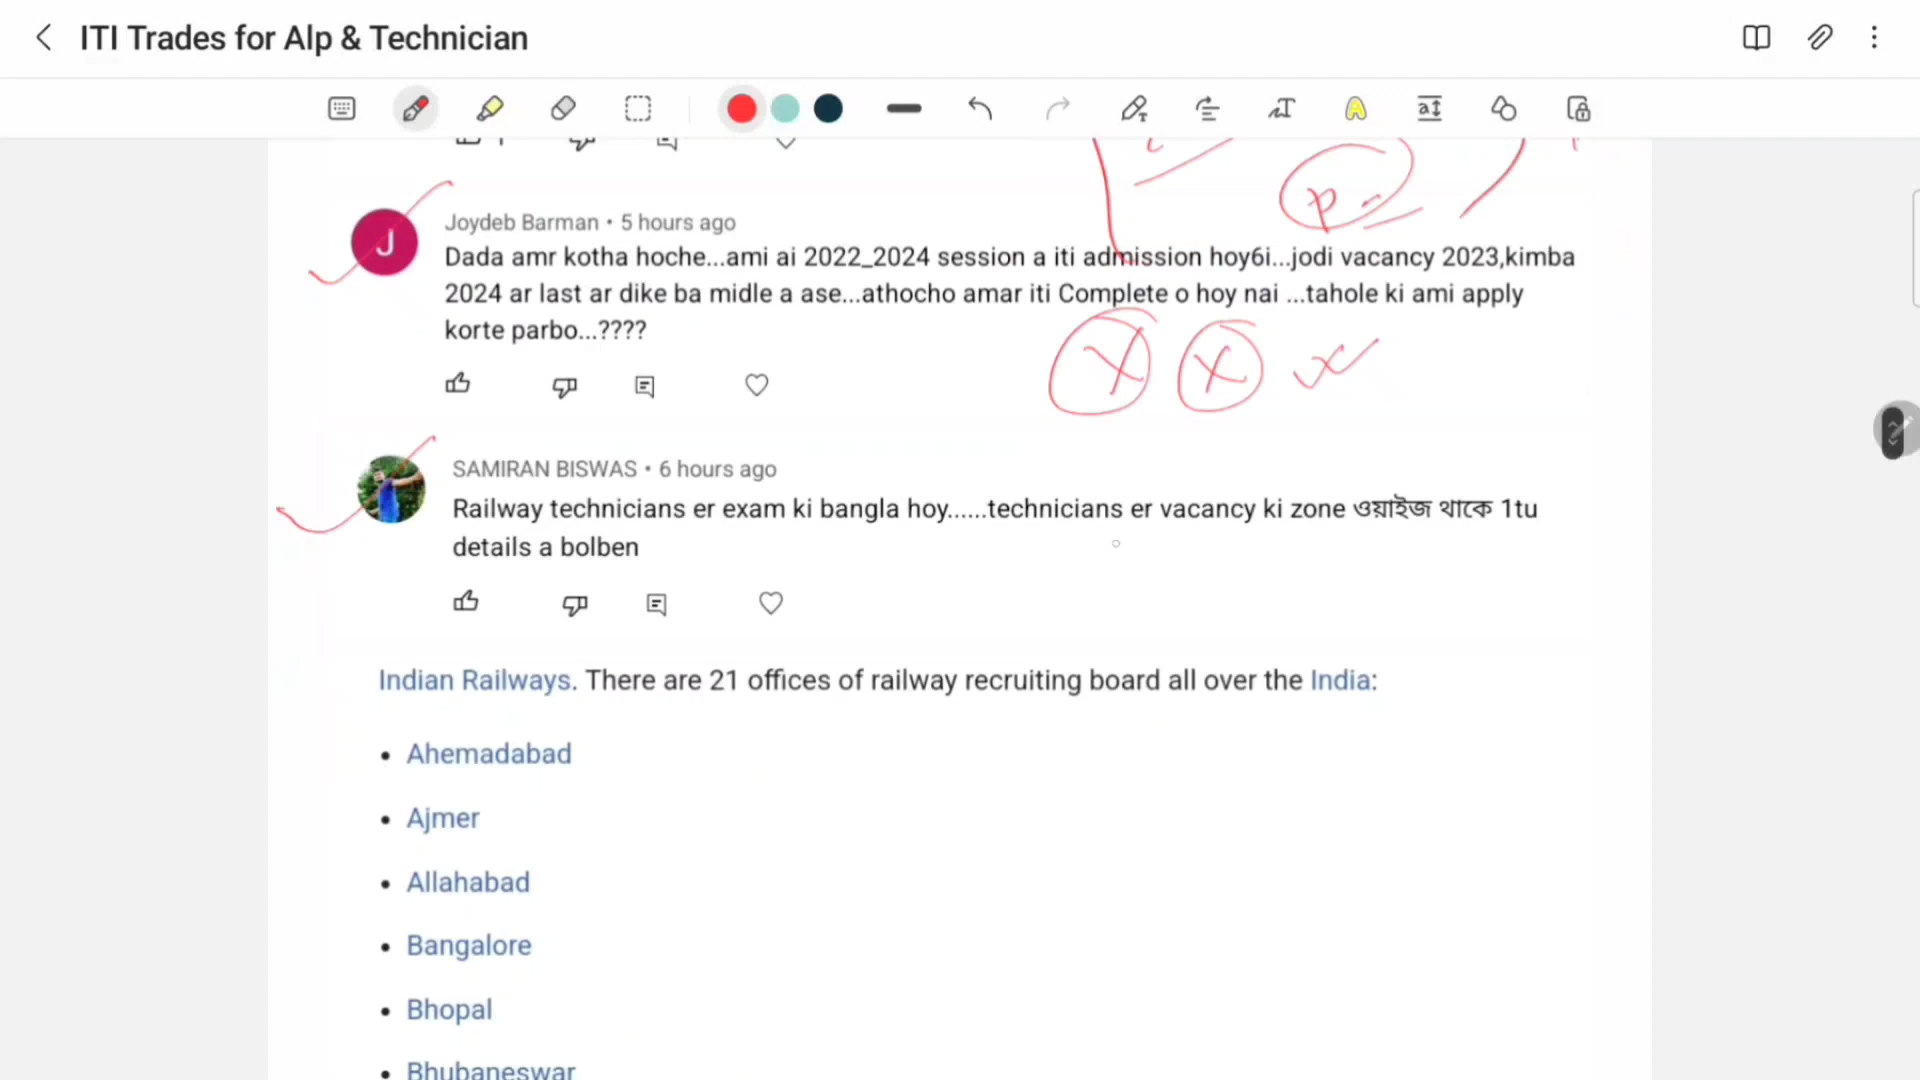 ITI Trades for Alp & Technician
p
J
Joydeb Barman • 5 hours ago
Dada amr kotha hoche...ami ai 2022_2024 session a iti admission hoy6i...jodi vacancy 2023,kimba
2024 ar last ar dike ba midle a ase...athocho amar iti Complete o hoy nai ...tahole ki ami apply
korte parbo...????
SAMIRAN BISWAS • 6 hours ago
Railway technicians er exam ki bangla hoy......technicians er vacancy ki zone ওয়াইজ থাকে 1tu
details a bolben
Indian Railways. There are 21 offices of railway recruiting board all over the India:
• Ahemadabad
• Ajmer
• Allahabad
• Bangalore
• Bhopal
• Bhubaneswar